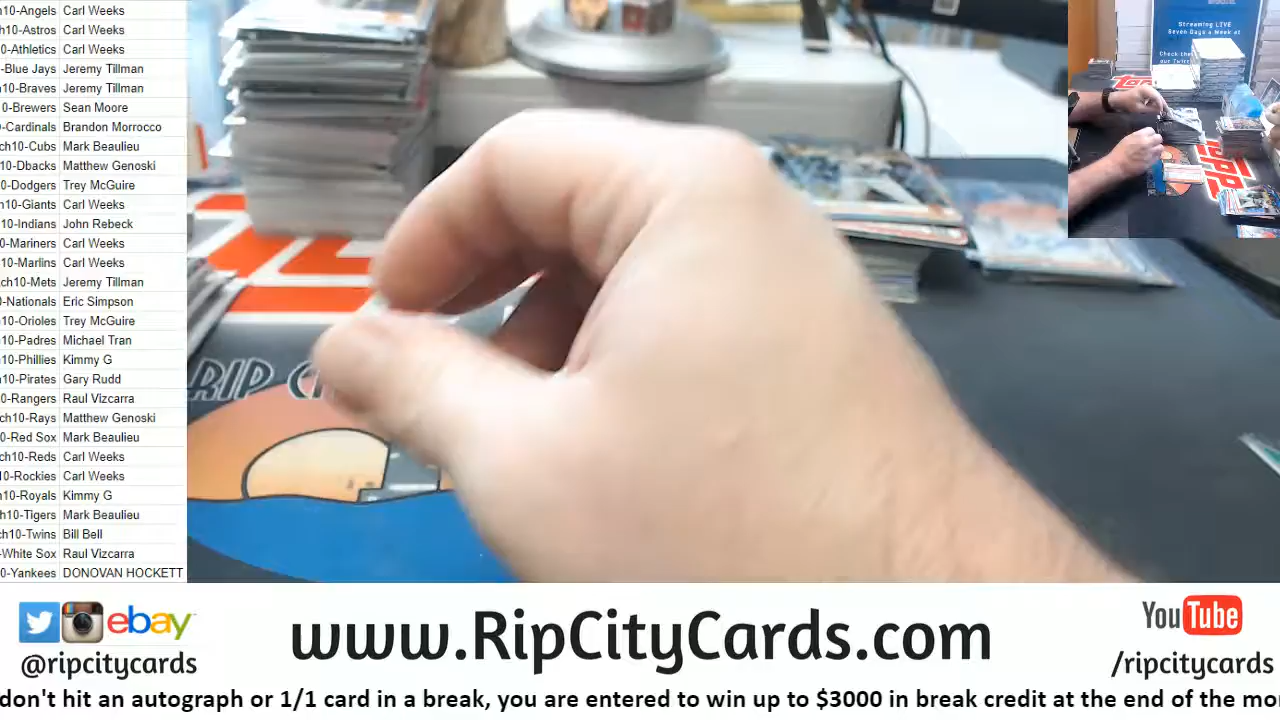 h10-Angels Carl Weeks
h10-Astros Carl Weeks
0-Athletics Carl Weeks
-Blue Jays Jeremy Tillman
h10-Braves Jeremy Tillman
0-Brewers Sean Moore
0-Cardinals Brandon Morrocco
ch10-Cubs Mark Beaulieu
0-Dbacks Matthew Genoski
0-Dodgers Trey McGuire
h10-Giants Carl Weeks
10-Indians John Rebeck
0-Mariners Carl Weeks
0-Marlins Carl Weeks
ch10-Mets Jeremy Tillman
0-Nationals Eric Simpson
10-Orioles Trey McGuire
10-Padres Michael Tran
10-Phillies Kimmy G
10-Pirates Gary Rudd
0-Rangers Raul Vizcarra
ch10-Rays Matthew Genoski
0-Red Sox Mark Beaulieu
ch10-Reds Carl Weeks
0-Rockies Carl Weeks
10-Royals Kimmy G
10-Tigers Mark Beaulieu
ch10-Twins Bill Bell
-White Sox Raul Vizcarra
0-Yankees DONOVAN HOCKETT
RIP C
Streaming LIVE
Seven Days a Week at
Check
our
ebay
@ripcitycards
www.RipCityCards.com
YouTube
/ripcitycards
don't hit an autograph or 1/1 card in a break, you are entered to win up to $3000 in break credit at the end of the mo